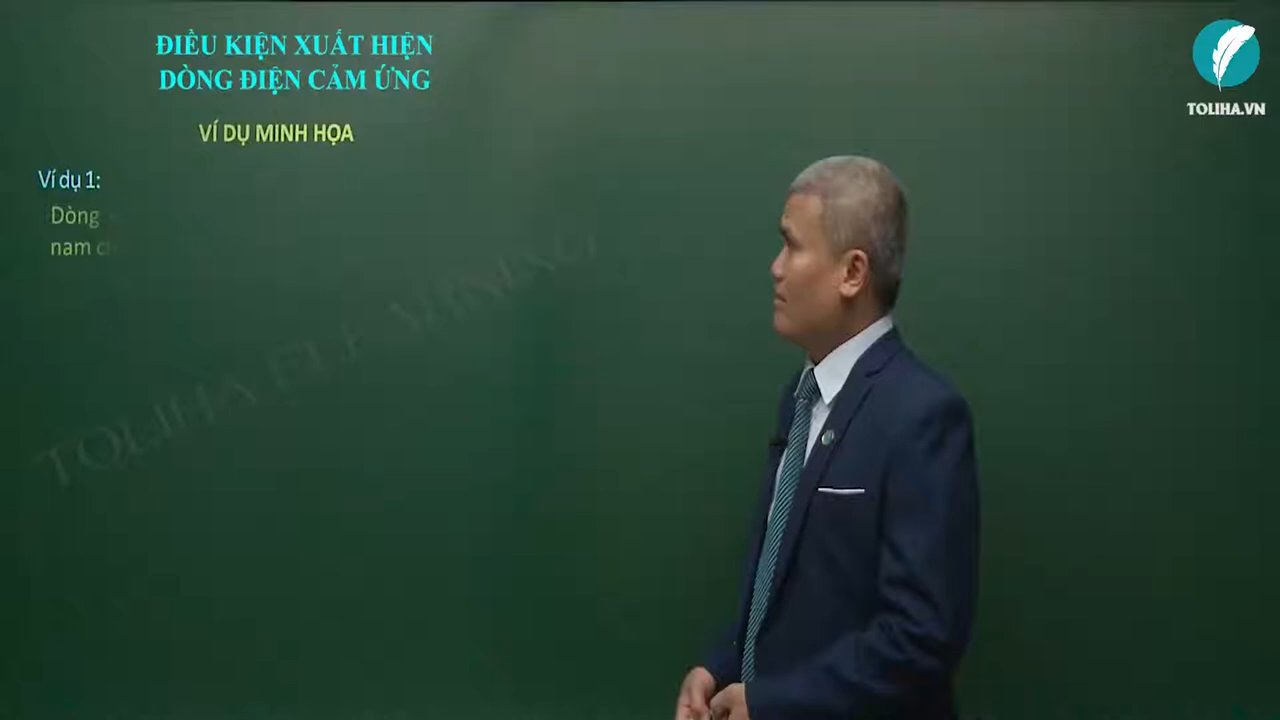 ĐIỀU KIỆN XUẤT HIỆN
DÒNG ĐIỆN CẢM ỨNG
VÍ DỤ MINH HỌA
Ví dụ 1:
Dòng
nam
TOLIHA.VN
TOLIHA